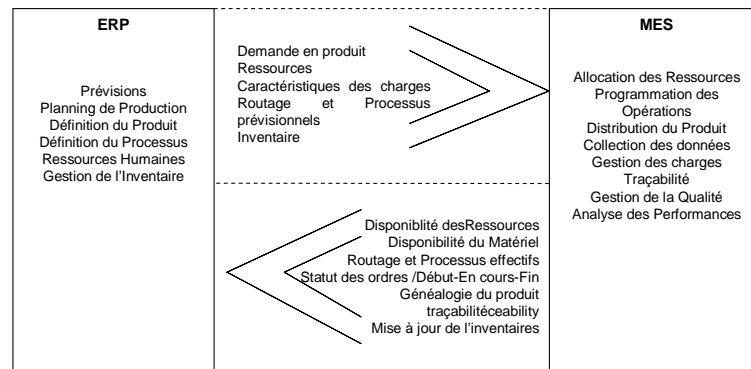 ERP
Prévisions
Planning de Production
Définition du Produit
Définition du Processus
Ressources Humaines
Gestion de l'Inventaire
Demande en produit
Ressources
Caractéristiques des charges
Routage et Processus
prévisionnels
Inventaire
Disponiblité desRessources
Disponibilité du Matériel
Routage et Processus effectifs
Statut des ordres /Début-En cours-Fin
Généalogie du produit
traçabilitéceability
Mise à jour de l'inventaires
MES
Allocation des Ressources
Programmation des
Opérations
Distribution du Produit
Collection des données
Gestion des charges
Traçabilité
Gestion de la Qualité
Analyse des Performances